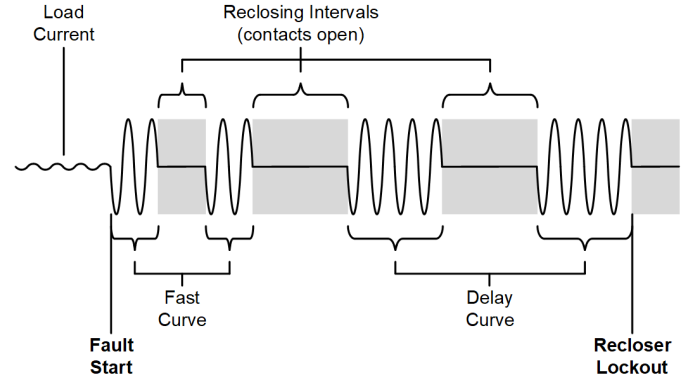 Load
Current
Reclosing Intervals
(contacts open)
Fast
Curve
Delay
Curve
Fault
Start
Recloser
Lockout